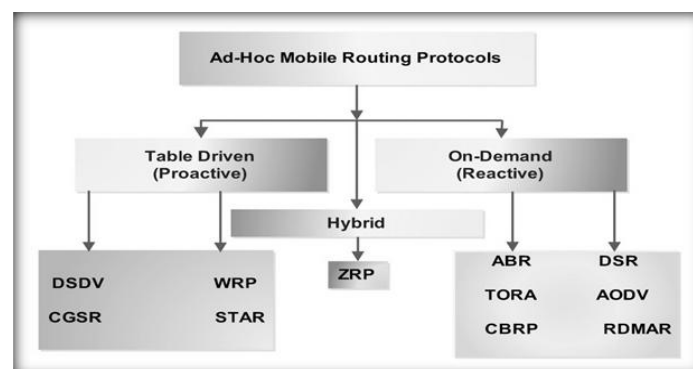 Ad-Hoc Mobile Routing Protocols
Table Driven
(Proactive)
On-Demand
(Reactive)
Hybrid
ZRP
DSDV WRP
CGSR STAR
ABR DSR
TORA AODV
CBRP RDMAR